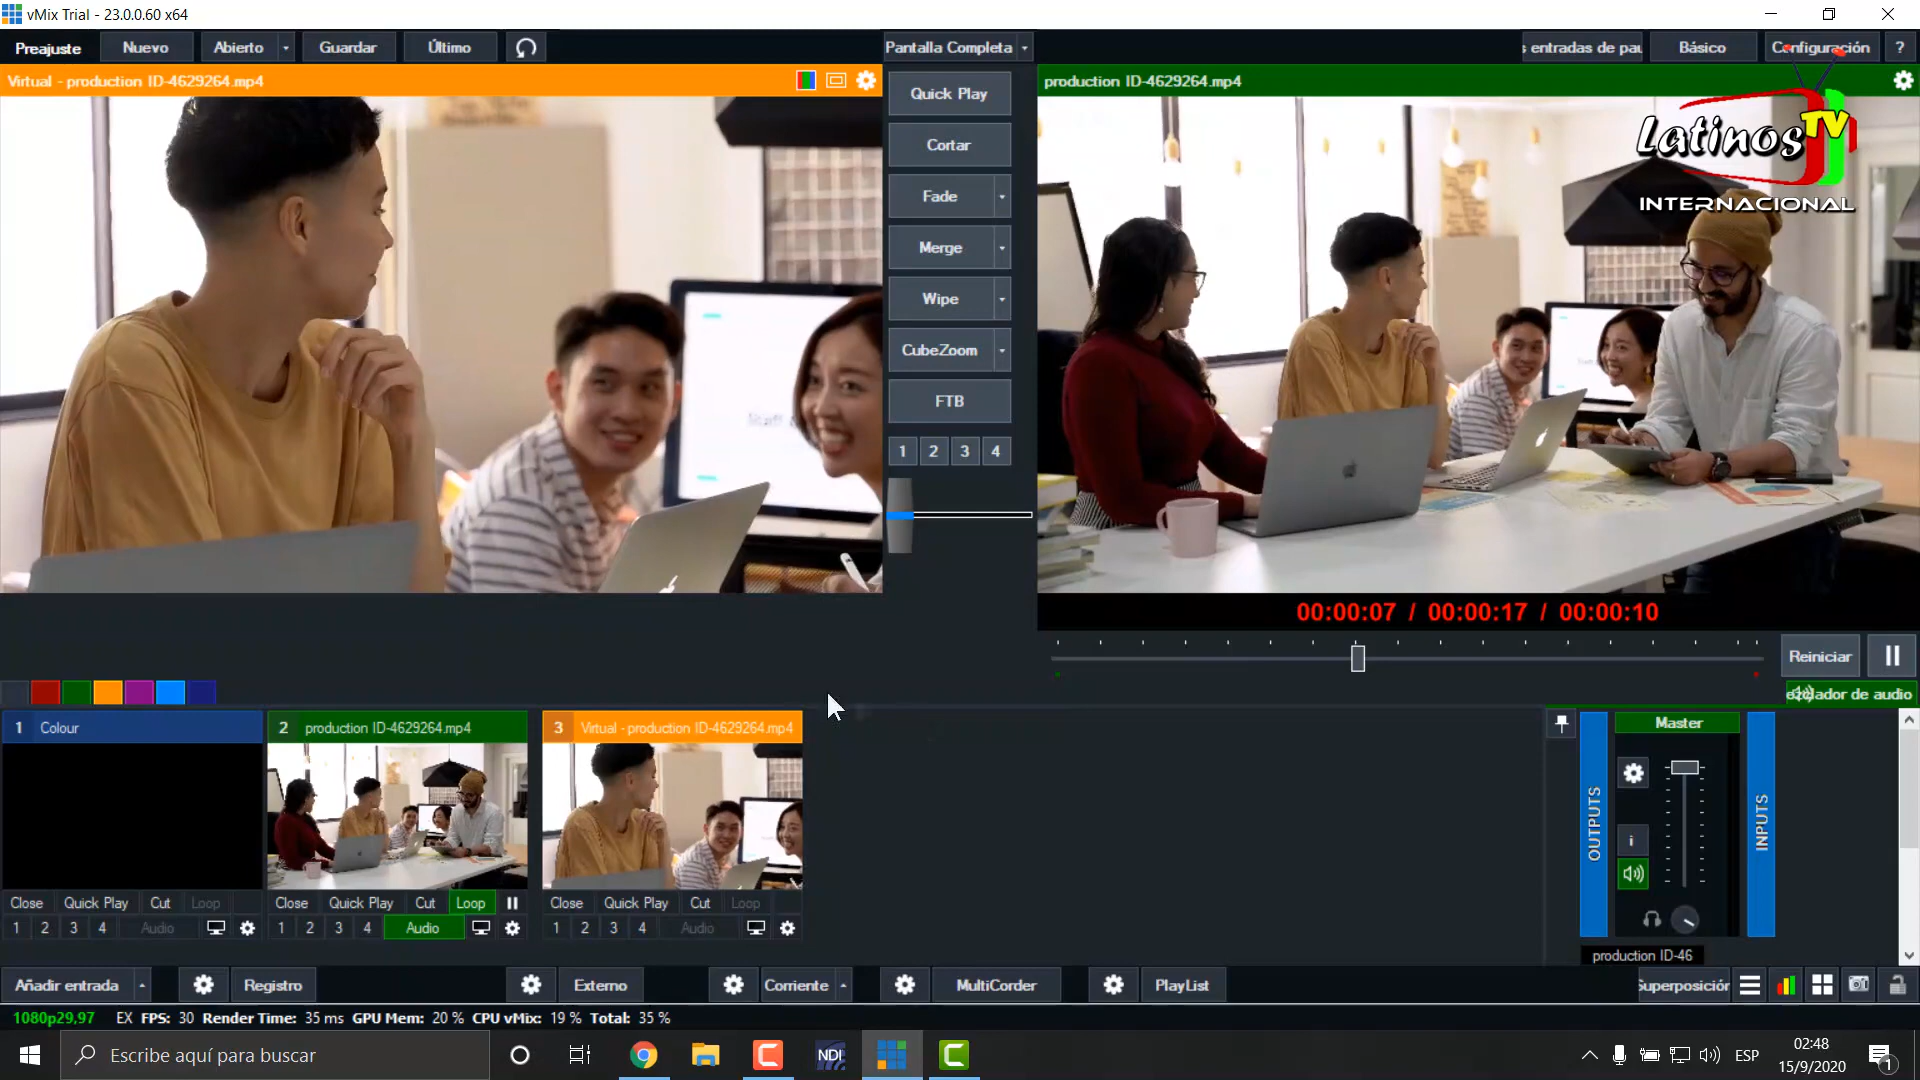 vMix Trial - 23.0.0.60 x64
Preajuste
Nuevo
Abierto
Guardar
Último
Pantalla Completa
entradas de pau
Básico
Configuración
?
Virtual - production ID-4629264.mp4
production ID-4629264.mp4
Latinos TV
INTERNACIONAL
Quick Play
Cortar
Fade
Merge
Wipe
CubeZoom
FTB
1 2 3 4
00:00:07 / 00:00:17 / 00:00:10
Reiniciar
lador de audio
1 Colour
2 production ID-4629264.mp4
3 Virtual - production ID-4629264.mp4
Close Quick Play Cut Loop
1 2 3 4 Audio
Close Quick Play Cut Loop
1 2 3 4 Audio
Close Quick Play Cut Loop
1 2 3 4 Audio
Master
OUTPUTS
INPUTS
i
production ID-46
Añadir entrada
Registro
Externo
Corriente
MultiCorder
PlayList
Superposición
1080p29,97 EX FPS: 30 Render Time: 35 ms GPU Mem: 20 % CPU vMix: 19 % Total: 35 %
Escribe aquí para buscar
NDI
ESP
02:48
15/9/2020
1